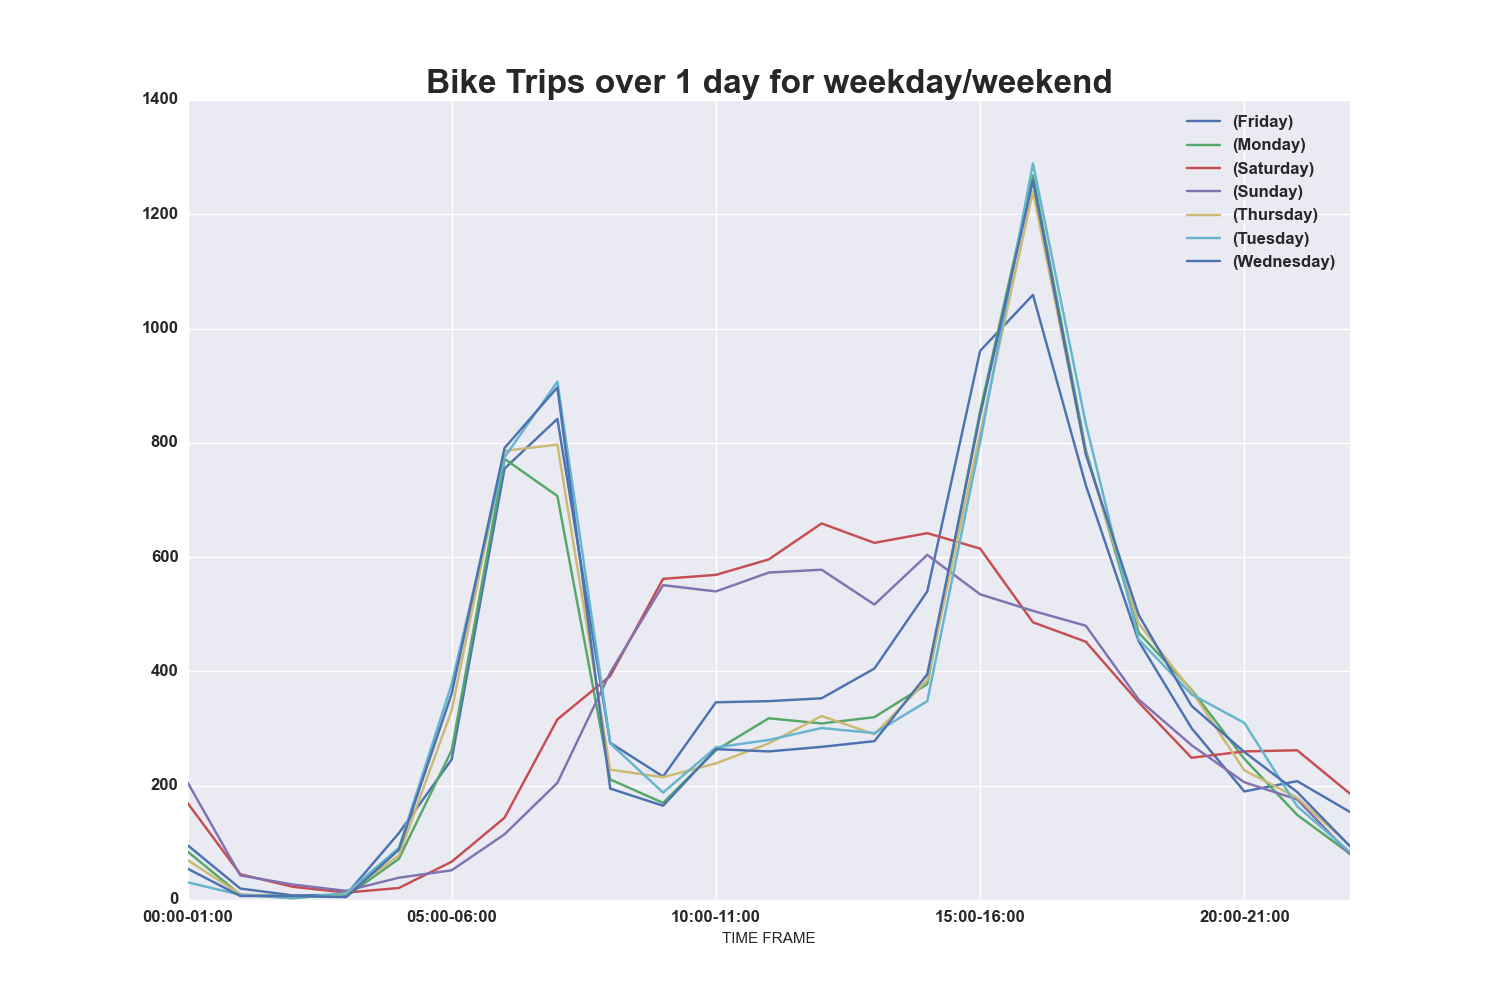 Bike Trips over 1 day for weekday/weekend
1400
1200
1000
800
600
400
200
0
(Friday)
(Monday)
(Saturday)
(Sunday)
(Thursday)
(Tuesday)
(Wednesday)
00:00-01:00 05:00-06:00 10:00-11:00 15:00-16:00 20:00-21:00
TIME FRAME